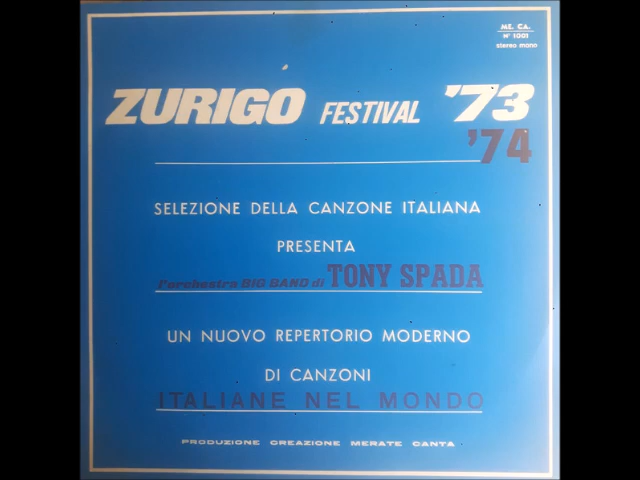 ME. CA.
N° 1001
stereo mono
ZURIGO FESTIVAL '73
'74
SELEZIONE DELLA CANZONE ITALIANA
PRESENTA
l'orchestra BIG BAND di TONY SPADA
UN NUOVO REPERTORIO MODERNO
DI CANZONI
ITALIANE NEL MONDO
PRODUZIONE CREAZIONE MERATE CANTA